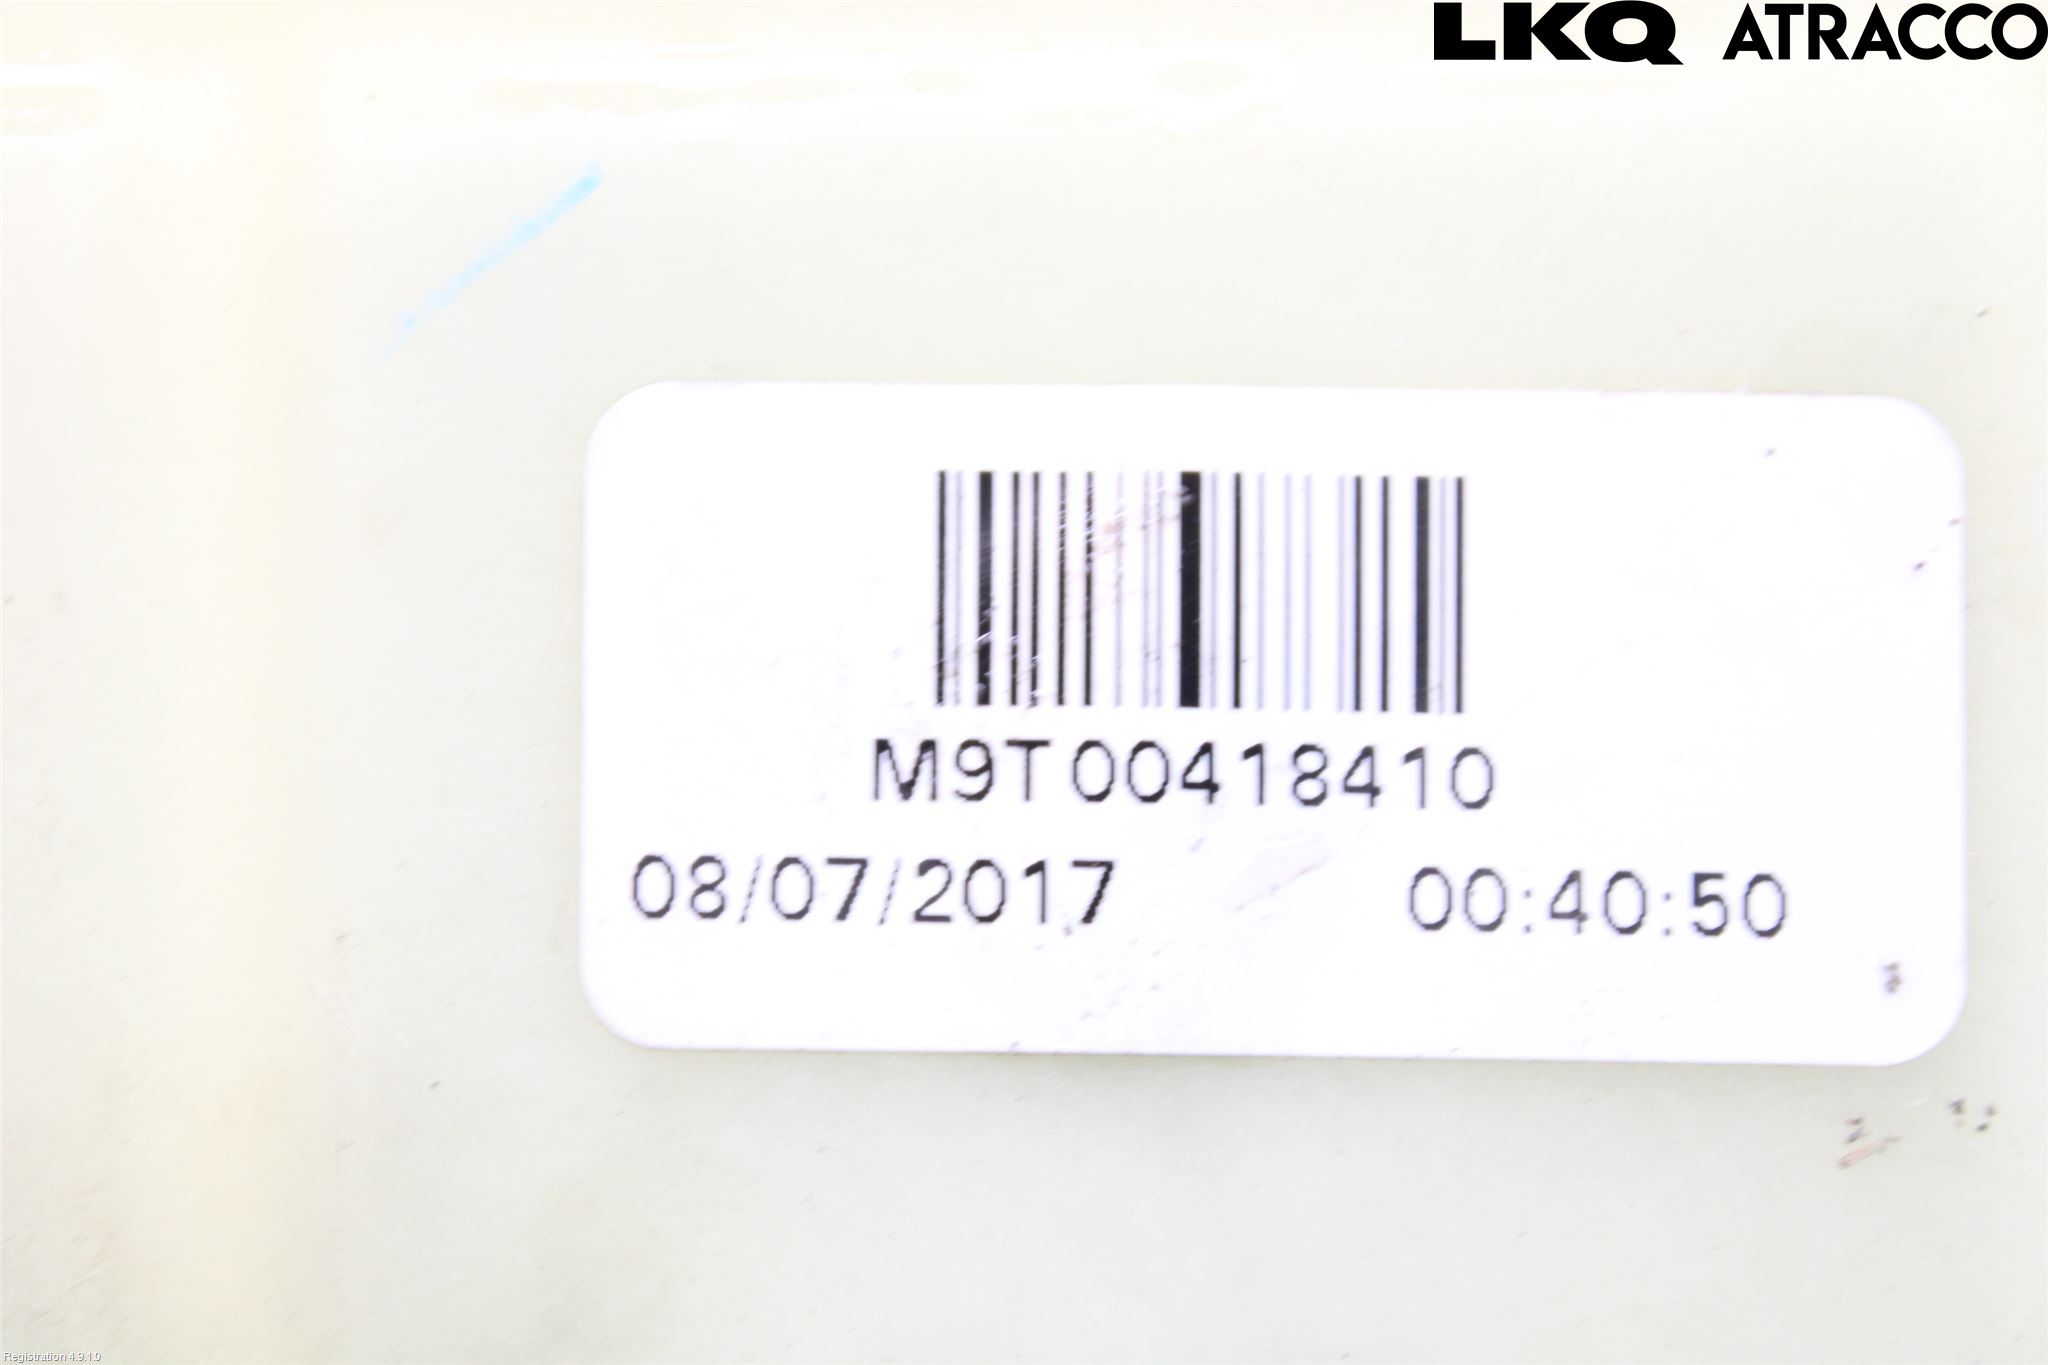 LKQ ATRACCO
M9T00418410
08/07/2017 00:40:50
Registration 4.9.1.0